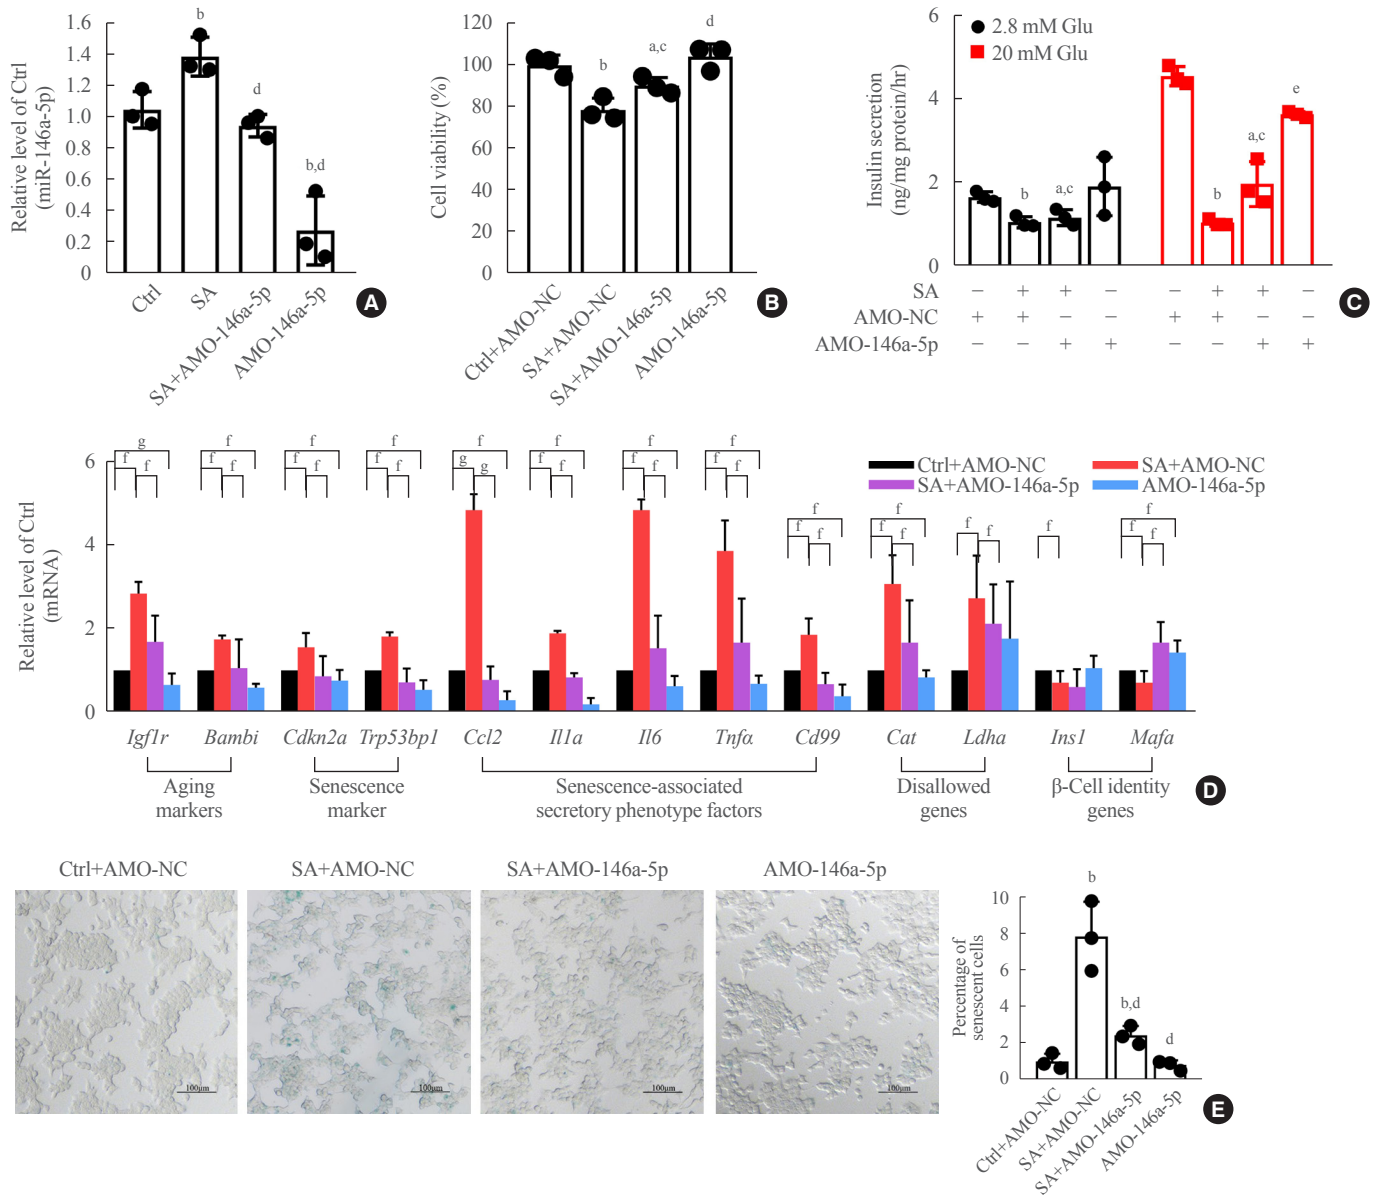 1.6
1.4
1.2
1.0
0.8
0.6
0.4
0.2
0
Relative level of Ctrl
(miR-146a-5p)
b
d
b,d
Ctrl
SA
SA+AMO-146a-5p
AMO-146a-5p
A
120
100
80
60
40
20
0
Cell viability (%)
b
a,c
d
Ctrl+AMO-NC
SA+AMO-NC
SA+AMO-146a-5p
AMO-146a-5p
B
6
4
2
0
Insulin secretion
(ng/mg protein/hr)
2.8 mM Glu
20 mM Glu
b
a,c
b
a,c
e
SA − + + − − + + −
AMO-NC + + − − + + − −
AMO-146a-5p − − + + − − + +
C
6
4
2
0
Relative level of Ctrl
(mRNA)
Ctrl+AMO-NC
SA+AMO-NC
SA+AMO-146a-5p
AMO-146a-5p
g f f
f f f
f f f
f f f
f g g
f f f
f f f
f f f
f f f
f f f
f f
f
f f f
Igf1r Bambi Cdkn2a Trp53bp1 Ccl2 Il1a Il6 Tnfα Cd99 Cat Ldha Ins1 Mafa
Aging
markers
Senescence
marker
Senescence-associated
secretory phenotype factors
Disallowed
genes
β-Cell identity
genes
D
Ctrl+AMO-NC
SA+AMO-NC
SA+AMO-146a-5p
AMO-146a-5p
100μm
100μm
100μm
100μm
10
8
6
4
2
0
Percentage of
senescent cells
b
b,d
d
Ctrl+AMO-NC
SA+AMO-NC
SA+AMO-146a-5p
AMO-146a-5p
E